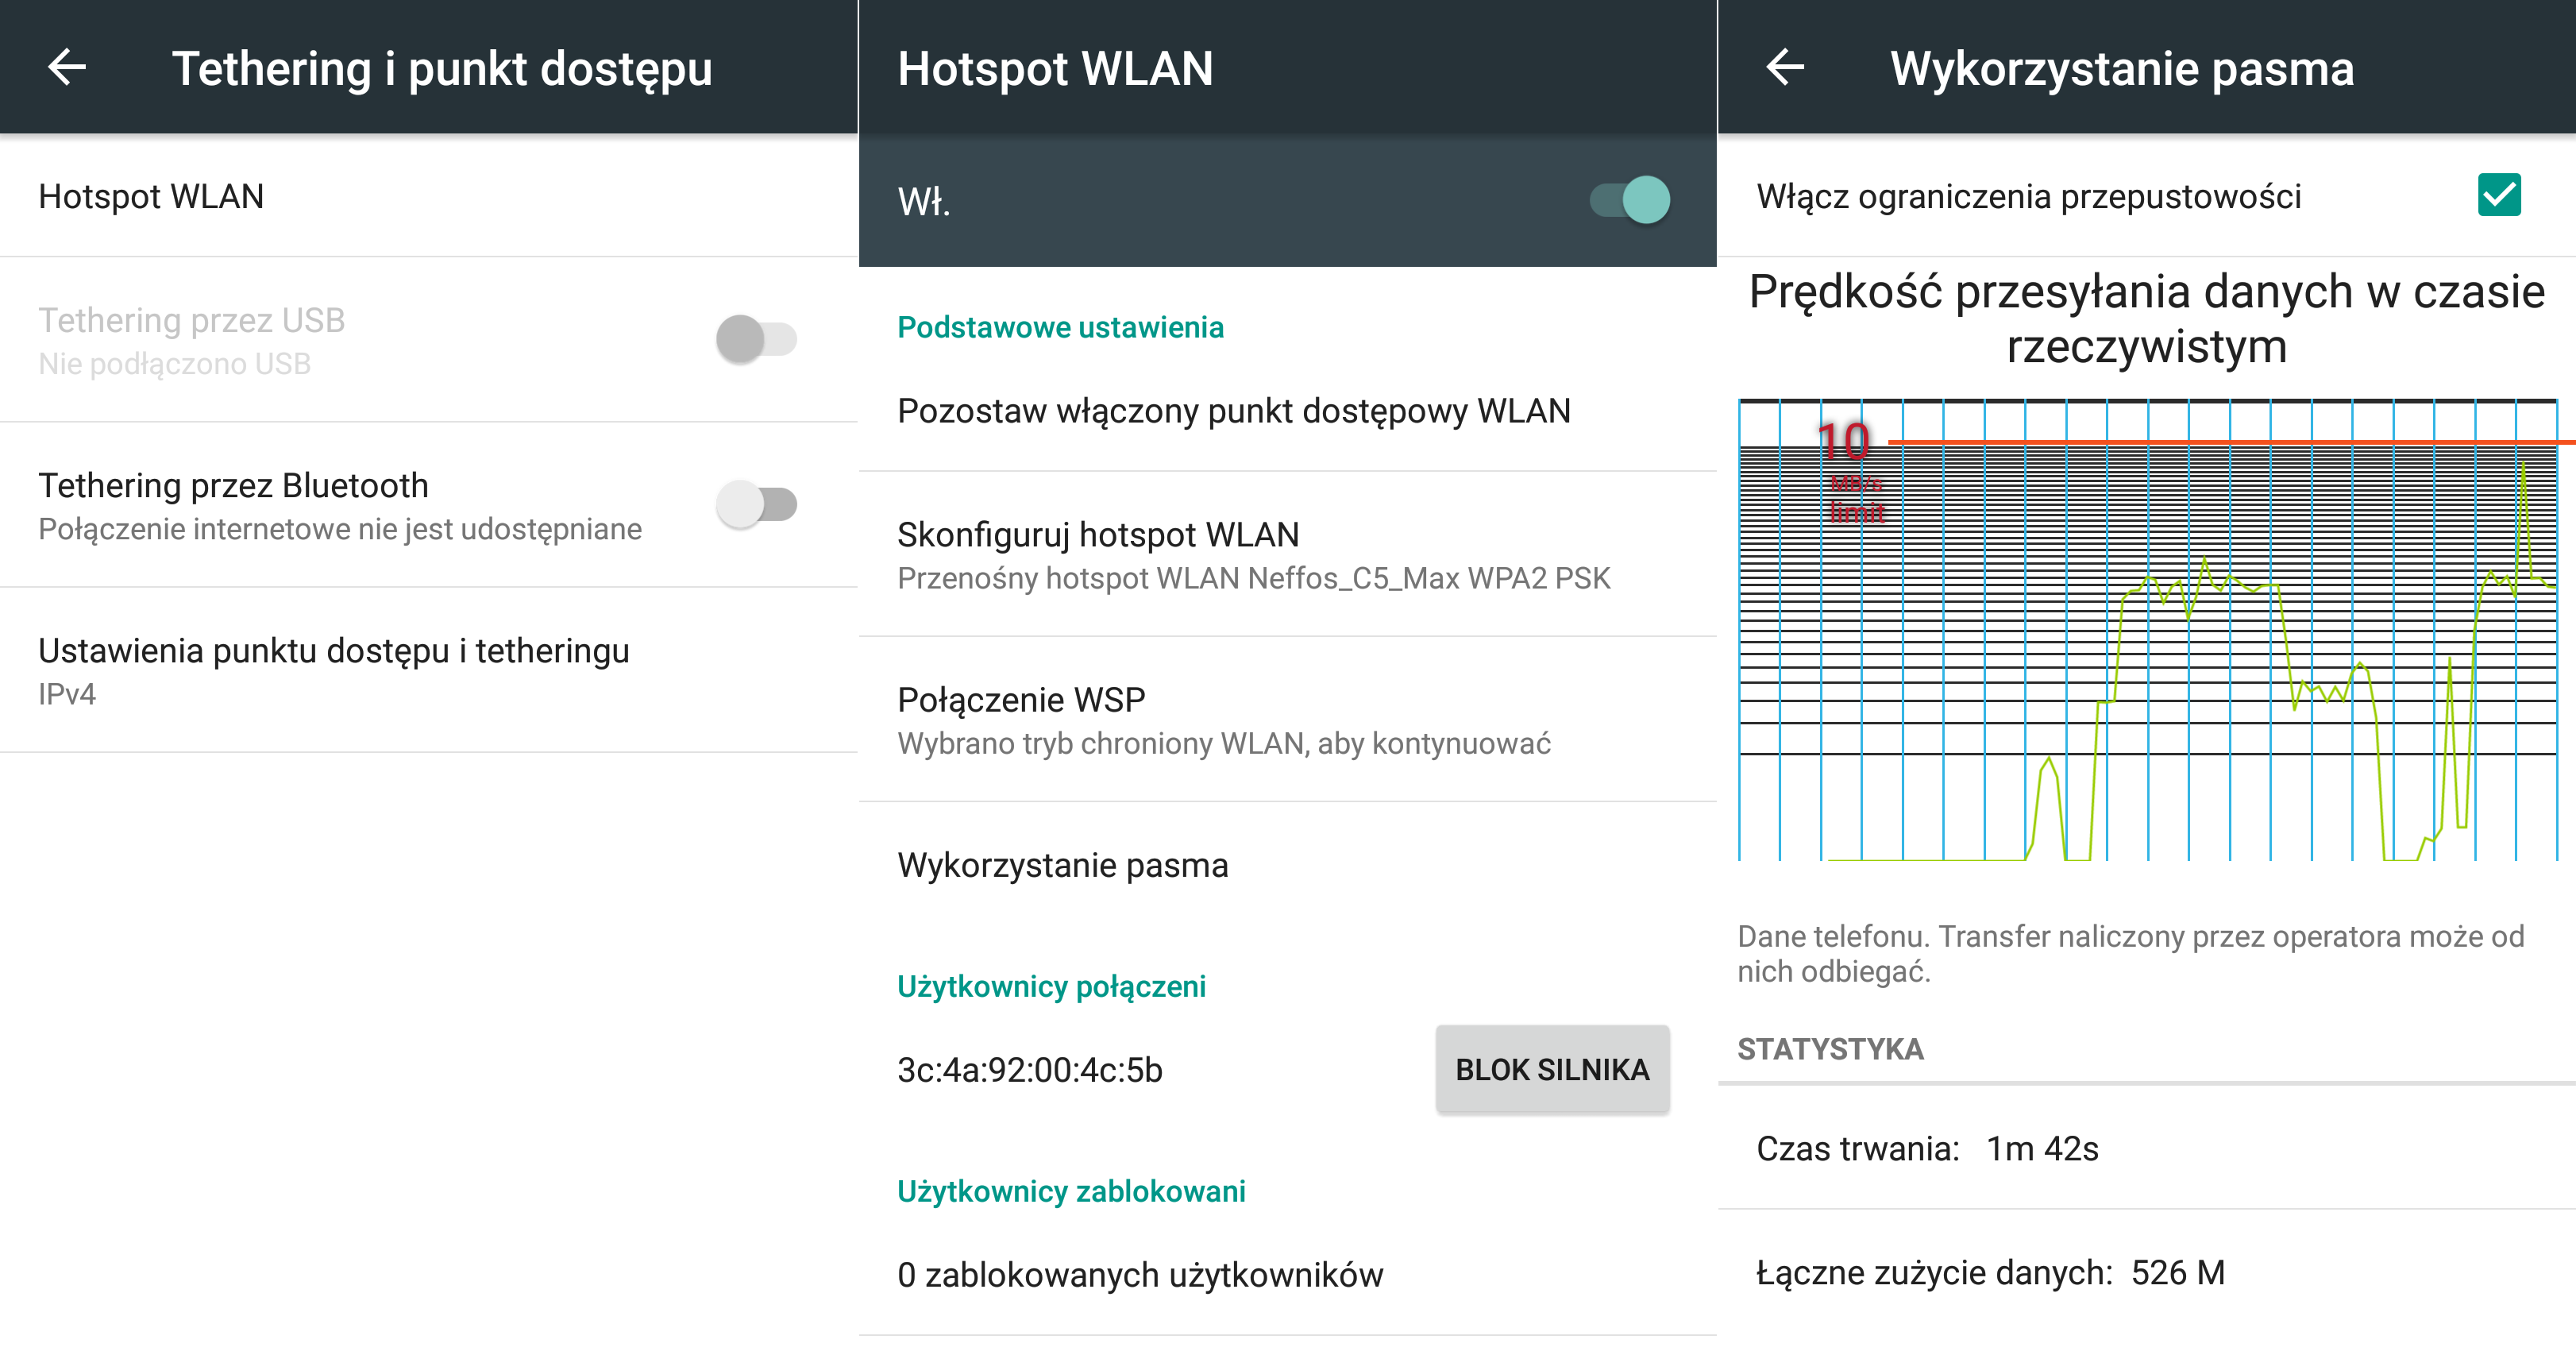 Tethering i punkt dostępu
Hotspot WLAN
Tethering przez USB
Nie podłączono USB
Tethering przez Bluetooth
Połączenie internetowe nie jest udostępniane
Ustawienia punktu dostępu i tetheringu
IPv4
Hotspot WLAN
Wł.
Podstawowe ustawienia
Pozostaw włączony punkt dostępowy WLAN
Skonfiguruj hotspot WLAN
Przenośny hotspot WLAN Neffos_C5_Max WPA2 PSK
Połączenie WSP
Wybrano tryb chroniony WLAN, aby kontynuować
Wykorzystanie pasma
Użytkownicy połączeni
3c:4a:92:00:4c:5b
BLOK SILNIKA
Użytkownicy zablokowani
0 zablokowanych użytkowników
Wykorzystanie pasma
Włącz ograniczenia przepustowości
Prędkość przesyłania danych w czasie
rzeczywistym
10
MB/s
limit
Dane telefonu. Transfer naliczony przez operatora może od
nich odbiegać.
STATYSTYKA
Czas trwania: 1m 42s
Łączne zużycie danych: 526 M